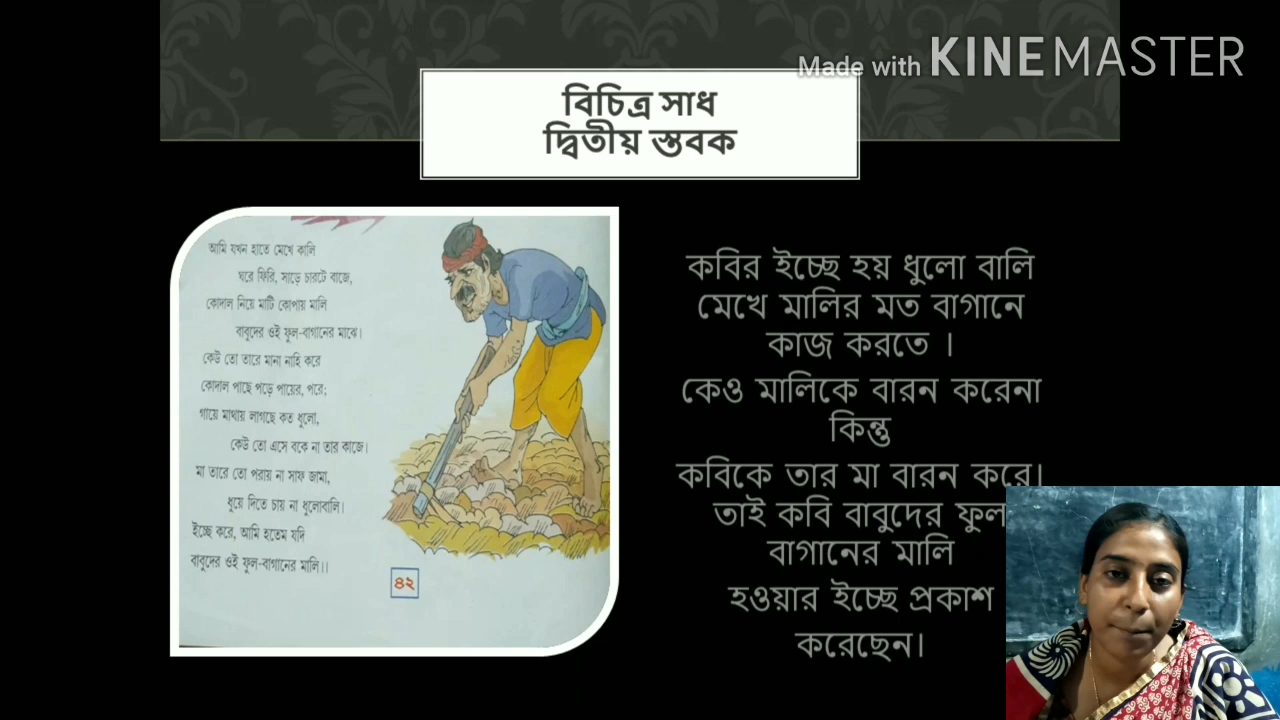 Made with KINEMASTER
বিচিত্র সাধ
দ্বিতীয় স্তবক
আমি যখন হাতে মেখে কালি
ঘরে ফিরি, সাড়ে চারটে বাজে,
কোদাল নিয়ে মাটি কোপায় মালি
বাবুদের ওই ফুল-বাগানের মাঝে।
কেউ তো তারে মানা নাহি করে
কোদাল পাছে পড়ে পায়ের, পরে;
গায়ে মাথায় লাগছে কত ধুলো,
কেউ তো এসে বকে না তার কাজে।
মা তারে তো পরায় না সাফ জামা,
ধুয়ে দিতে চায় না ধুলোবালি।
ইচ্ছে করে, আমি হতেম যদি
বাবুদের ওই ফুল-বাগানের মালি।।
৪২
কবির ইচ্ছে হয় ধুলো বালি
মেখে মালির মত বাগানে
কাজ করতে ।
কেও মালিকে বারন করেনা
কিন্তু
কবিকে তার মা বারন করে।
তাই কবি বাবুদের ফুল
বাগানের মালি
হওয়ার ইচ্ছে প্রকাশ
করেছেন।